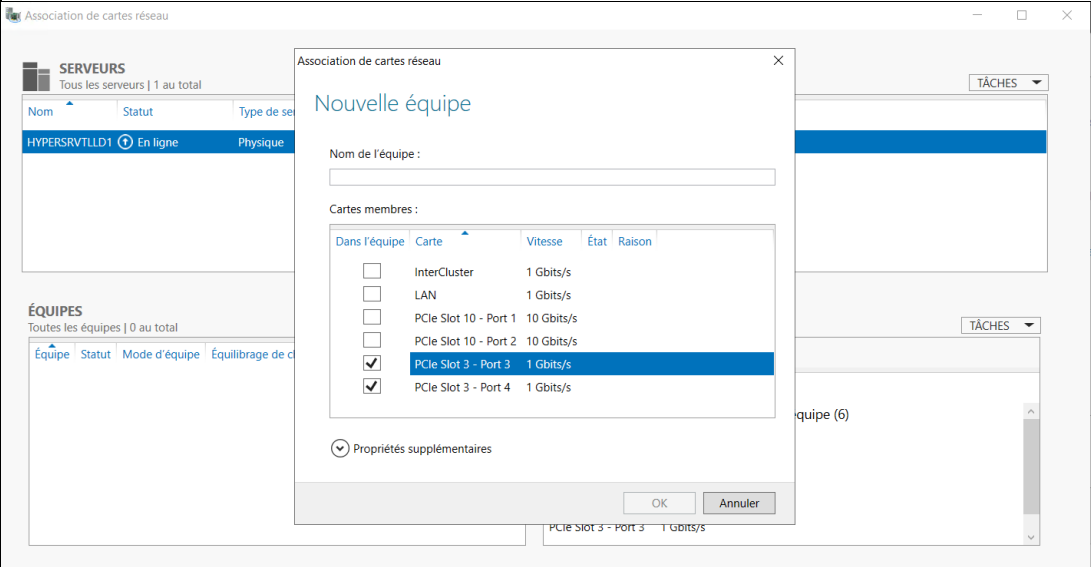 Association de cartes réseau
SERVEURS
Tous les serveurs | 1 au total
TÂCHES
Nom Statut Type de se
HYPERSRVTLLD1 En ligne Physique
Association de cartes réseau
Nouvelle équipe
Nom de l'équipe :
Cartes membres :
Dans l'équipe Carte Vitesse État Raison
InterCluster 1 Gbits/s
LAN 1 Gbits/s
PCIe Slot 10 - Port 1 10 Gbits/s
PCIe Slot 10 - Port 2 10 Gbits/s
PCIe Slot 3 - Port 3 1 Gbits/s
PCIe Slot 3 - Port 4 1 Gbits/s
Propriétés supplémentaires
OK Annuler
ÉQUIPES
Toutes les équipes | 0 au total
TÂCHES
Équipe Statut Mode d'équipe Équilibrage de c
quipe (6)
PCIe Slot 3 - Port 3 1 Gbits/s